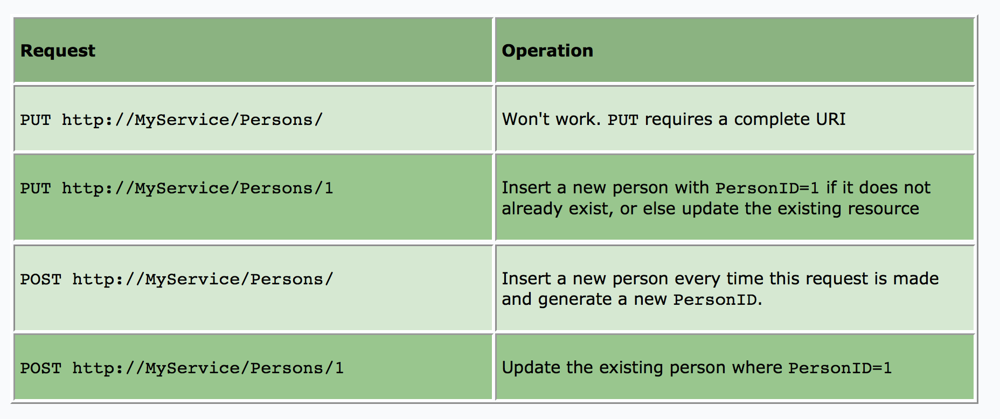 Request
Operation
PUT http://MyService/Persons/
Won't work. PUT requires a complete URI
PUT http://MyService/Persons/1
Insert a new person with PersonID=1 if it does not
already exist, or else update the existing resource
POST http://MyService/Persons/
Insert a new person every time this request is made
and generate a new PersonID.
POST http://MyService/Persons/1
Update the existing person where PersonID=1